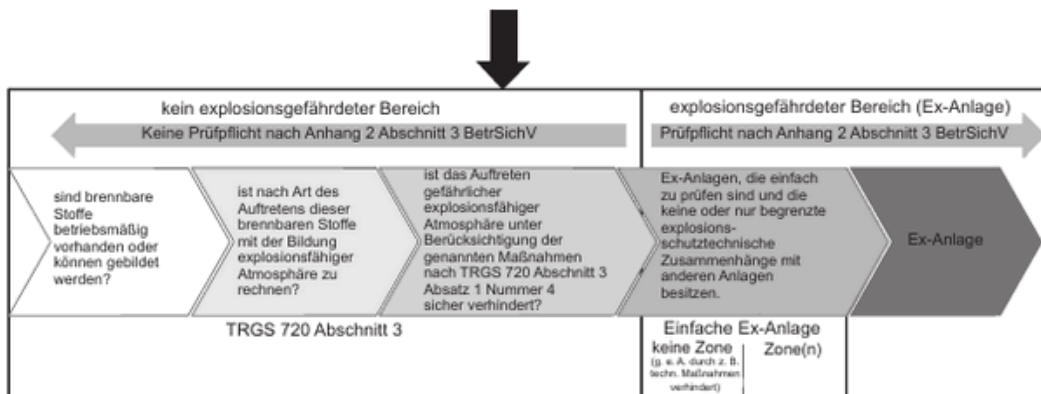 kein explosionsgefährdeter Bereich
Keine Prüfpflicht nach Anhang 2 Abschnitt 3 BetrSichV
explosionsgefährdeter Bereich (Ex-Anlage)
Prüfpflicht nach Anhang 2 Abschnitt 3 BetrSichV
sind brennbare
Stoffe
betriebsmäßig
vorhanden oder
können gebildet
werden?
ist nach Art des
Auftretens dieser
brennbaren Stoffe
mit der Bildung
explosionsfähiger
Atmosphäre zu
rechnen?
ist das Auftreten
gefährlicher
explosionsfähiger
Atmosphäre unter
Berücksichtigung der
genannten Maßnahmen
nach TRGS 720 Abschnitt 3
Absatz 1 Nummer 4
sicher verhindert?
Ex-Anlagen, die einfach
zu prüfen sind und die
keine oder nur begrenzte
explosions-
schutztechnische
Zusammenhänge mit
anderen Anlagen
besitzen.
Ex-Anlage
TRGS 720 Abschnitt 3
Einfache Ex-Anlage
keine Zone
(g. e. A. durch z. B.
techn. Maßnahmen
verhindert)
Zone(n)